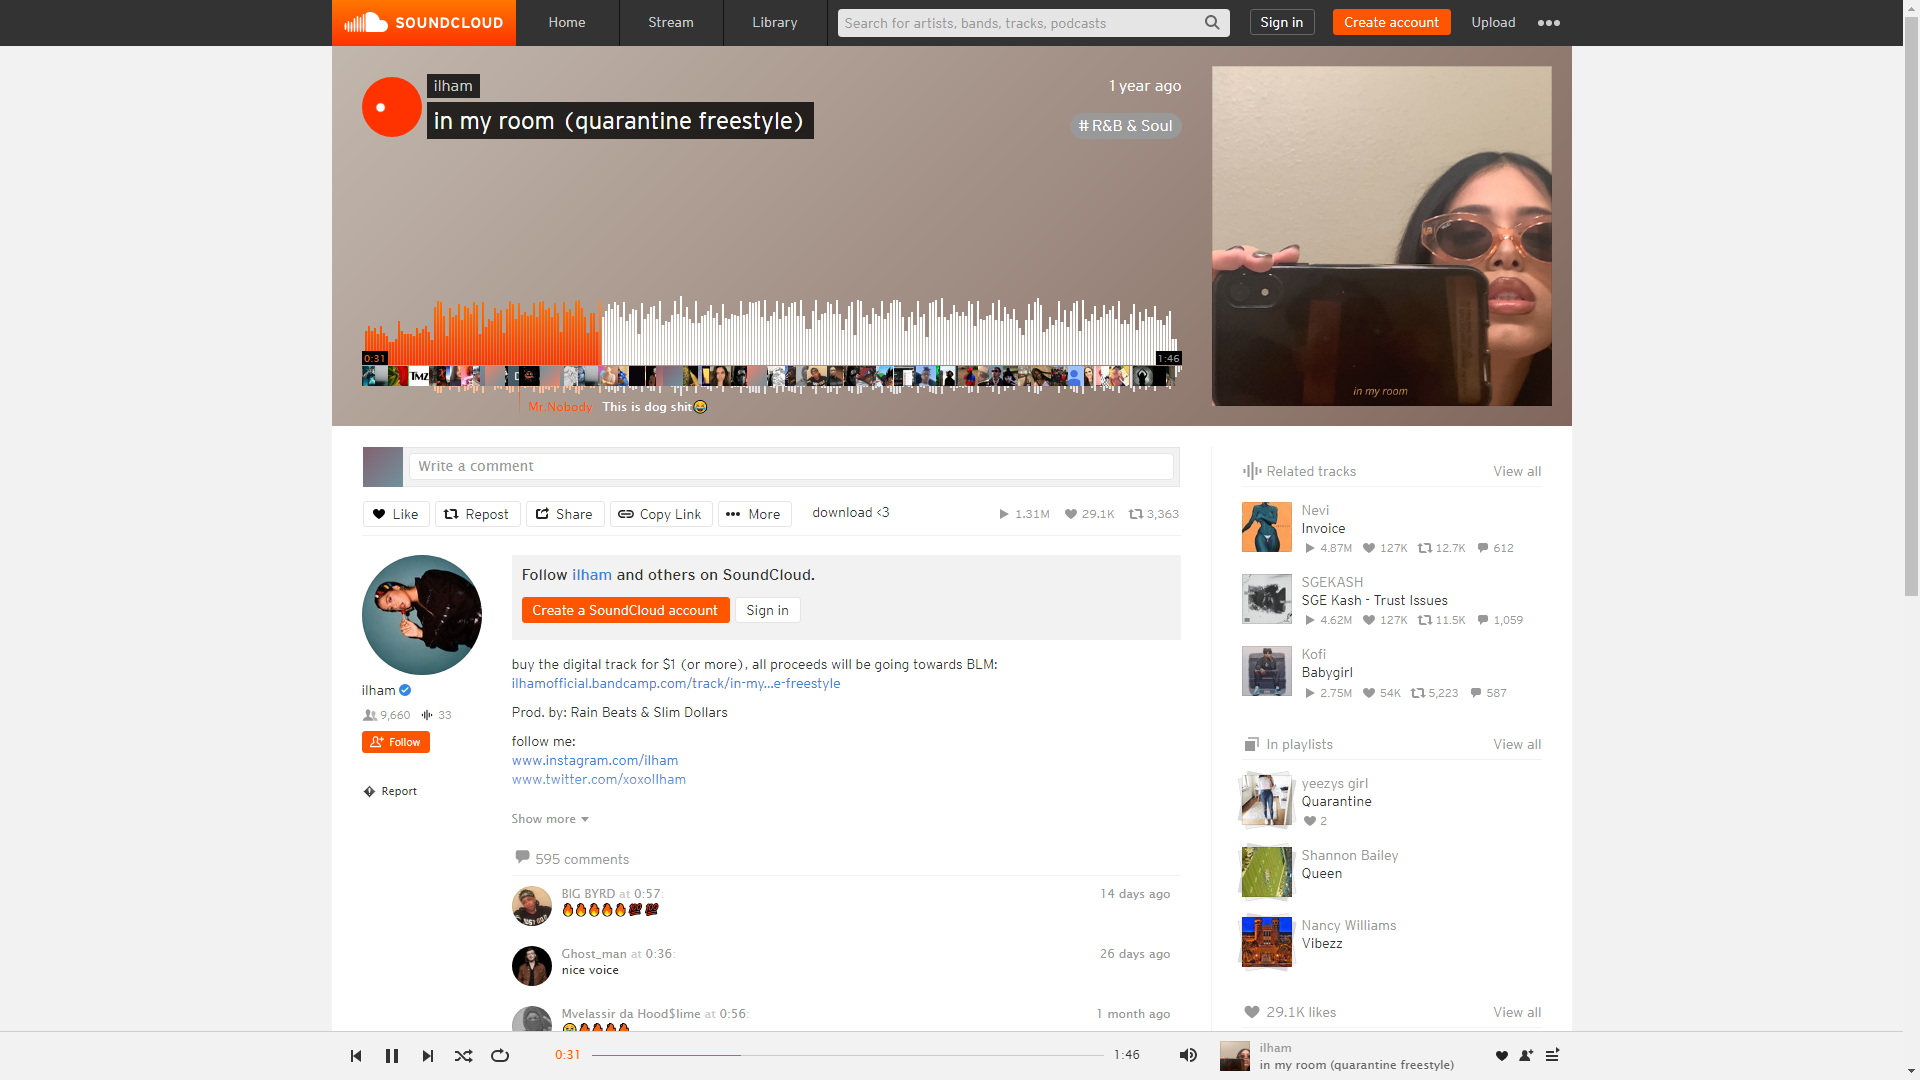 SOUNDCLOUD
Home
Stream
Library
Search for artists, bands, tracks, podcasts
Sign in
Create account
Upload
ilham
1 year ago
in my room (quarantine freestyle)
# R&B & Soul
0:31
1:46
TMZ
Mr.Nobody This is dog shit😂
in my room
Write a comment
Like
Repost
Share
Copy Link
More
download <3
1.31M
29.1K
3,363
Follow ilham and others on SoundCloud.
Create a SoundCloud account
Sign in
ilham
9,660
33
Follow
Report
buy the digital track for $1 (or more), all proceeds will be going towards BLM:
ilhamofficial.bandcamp.com/track/in-my...e-freestyle
Prod. by: Rain Beats & Slim Dollars
follow me:
www.instagram.com/ilham
www.twitter.com/xoxoIlham
Show more
595 comments
BIG BYRD at 0:57:
14 days ago
🔥🔥🔥🔥🔥💯💯
Ghost_man at 0:36:
26 days ago
nice voice
Mvelassir da Hood$lime at 0:56:
1 month ago
😭🔥🔥🔥🔥
Related tracks
View all
Nevi
Invoice
4.87M 127K 12.7K 612
SGEKASH
SGE Kash - Trust Issues
4.62M 127K 11.5K 1,059
Kofi
Babygirl
2.75M 54K 5,223 587
In playlists
View all
yeezys girl
Quarantine
2
Shannon Bailey
Queen
Nancy Williams
Vibezz
29.1K likes
View all
0:31
1:46
ilham
in my room (quarantine freestyle)